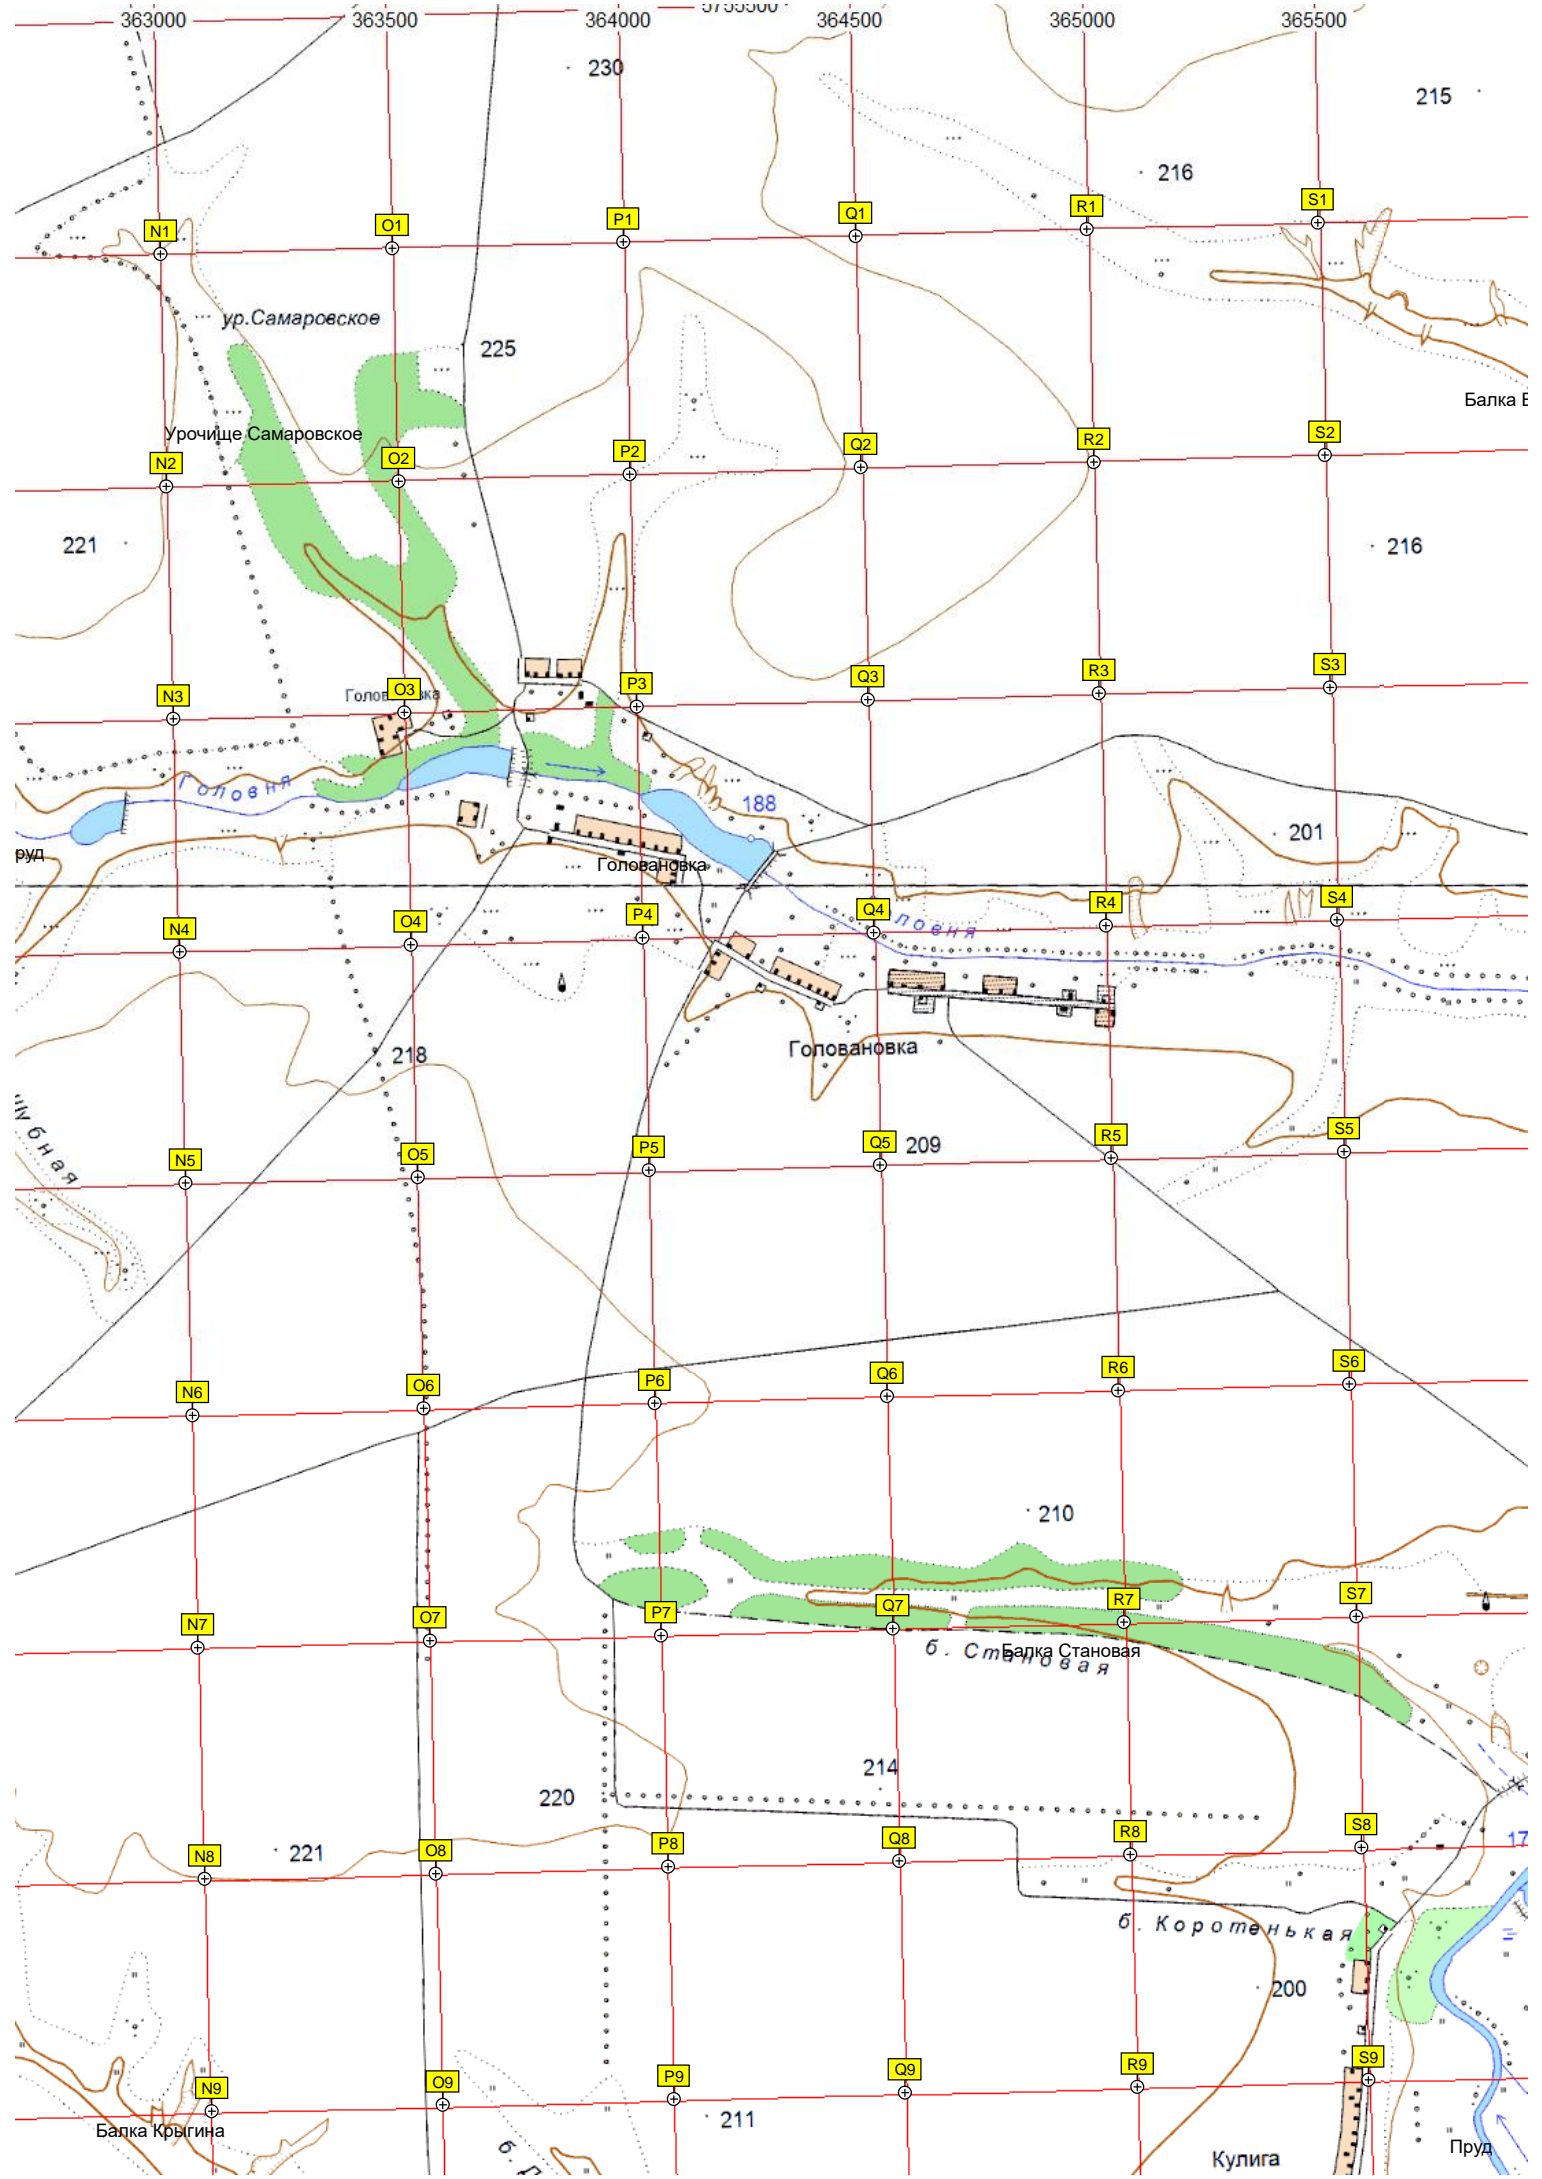 363000 363500 364000 5755500 364500 365000 365500
230
215
216
N1 O1 P1 Q1 R1 S1
ур.Самаровское
225
Балка
Урочище Самаровское
N2 O2 P2 Q2 R2 S2
221
216
N3 O3 P3 Q3 R3 S3
Головня
188
201
руд
Головановка
N4 O4 P4 Q4 R4 S4
218
Головановка
N5 O5 P5 Q5 R5 S5
209
N6 O6 P6 Q6 R6 S6
210
N7 O7 P7 Q7 R7 S7
б. Становая
Балка Становая
214
220
N8 O8 P8 Q8 R8 S8
221
17
б. Коротенькая
200
N9 O9 P9 Q9 R9 S9
211
Балка Крыгина
б.
Кулига
Пруд